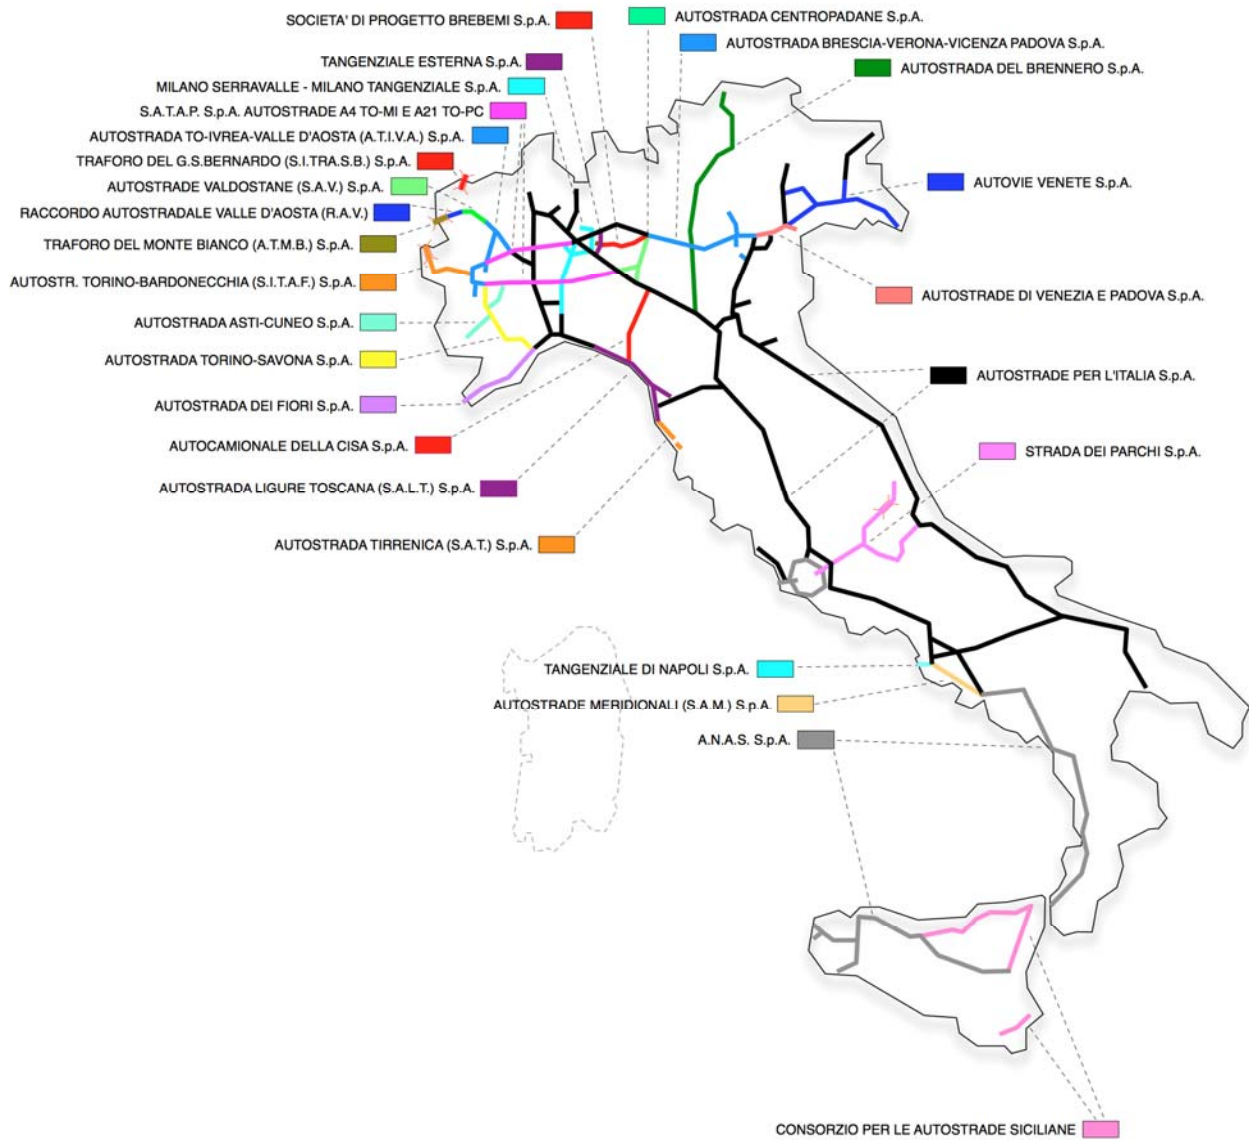 SOCIETA' DI PROGETTO BREBEMI S.p.A.
AUTOSTRADA CENTROPADANE S.p.A.
AUTOSTRADA BRESCIA-VERONA-VICENZA PADOVA S.p.A.
TANGENZIALE ESTERNA S.p.A.
AUTOSTRADA DEL BRENNERO S.p.A.
MILANO SERRAVALLE - MILANO TANGENZIALE S.p.A.
S.A.T.A.P. S.p.A. AUTOSTRADE A4 TO-MI E A21 TO-PC
AUTOSTRADA TO-IVREA-VALLE D'AOSTA (A.T.I.V.A.) S.p.A.
TRAFORO DEL G.S.BERNARDO (S.I.TRA.S.B.) S.p.A.
AUTOSTRADE VALDOSTANE (S.A.V.) S.p.A.
AUTOVIE VENETE S.p.A.
RACCORDO AUTOSTRADALE VALLE D'AOSTA (R.A.V.)
TRAFORO DEL MONTE BIANCO (A.T.M.B.) S.p.A.
AUTOSTR. TORINO-BARDONECCHIA (S.I.T.A.F.) S.p.A.
AUTOSTRADE DI VENEZIA E PADOVA S.p.A.
AUTOSTRADA ASTI-CUNEO S.p.A.
AUTOSTRADA TORINO-SAVONA S.p.A.
AUTOSTRADE PER L'ITALIA S.p.A.
AUTOSTRADA DEI FIORI S.p.A.
AUTOCAMIONALE DELLA CISA S.p.A.
STRADA DEI PARCHI S.p.A.
AUTOSTRADA LIGURE TOSCANA (S.A.L.T.) S.p.A.
AUTOSTRADA TIRRENICA (S.A.T.) S.p.A.
TANGENZIALE DI NAPOLI S.p.A.
AUTOSTRADE MERIDIONALI (S.A.M.) S.p.A.
A.N.A.S. S.p.A.
CONSORZIO PER LE AUTOSTRADE SICILIANE